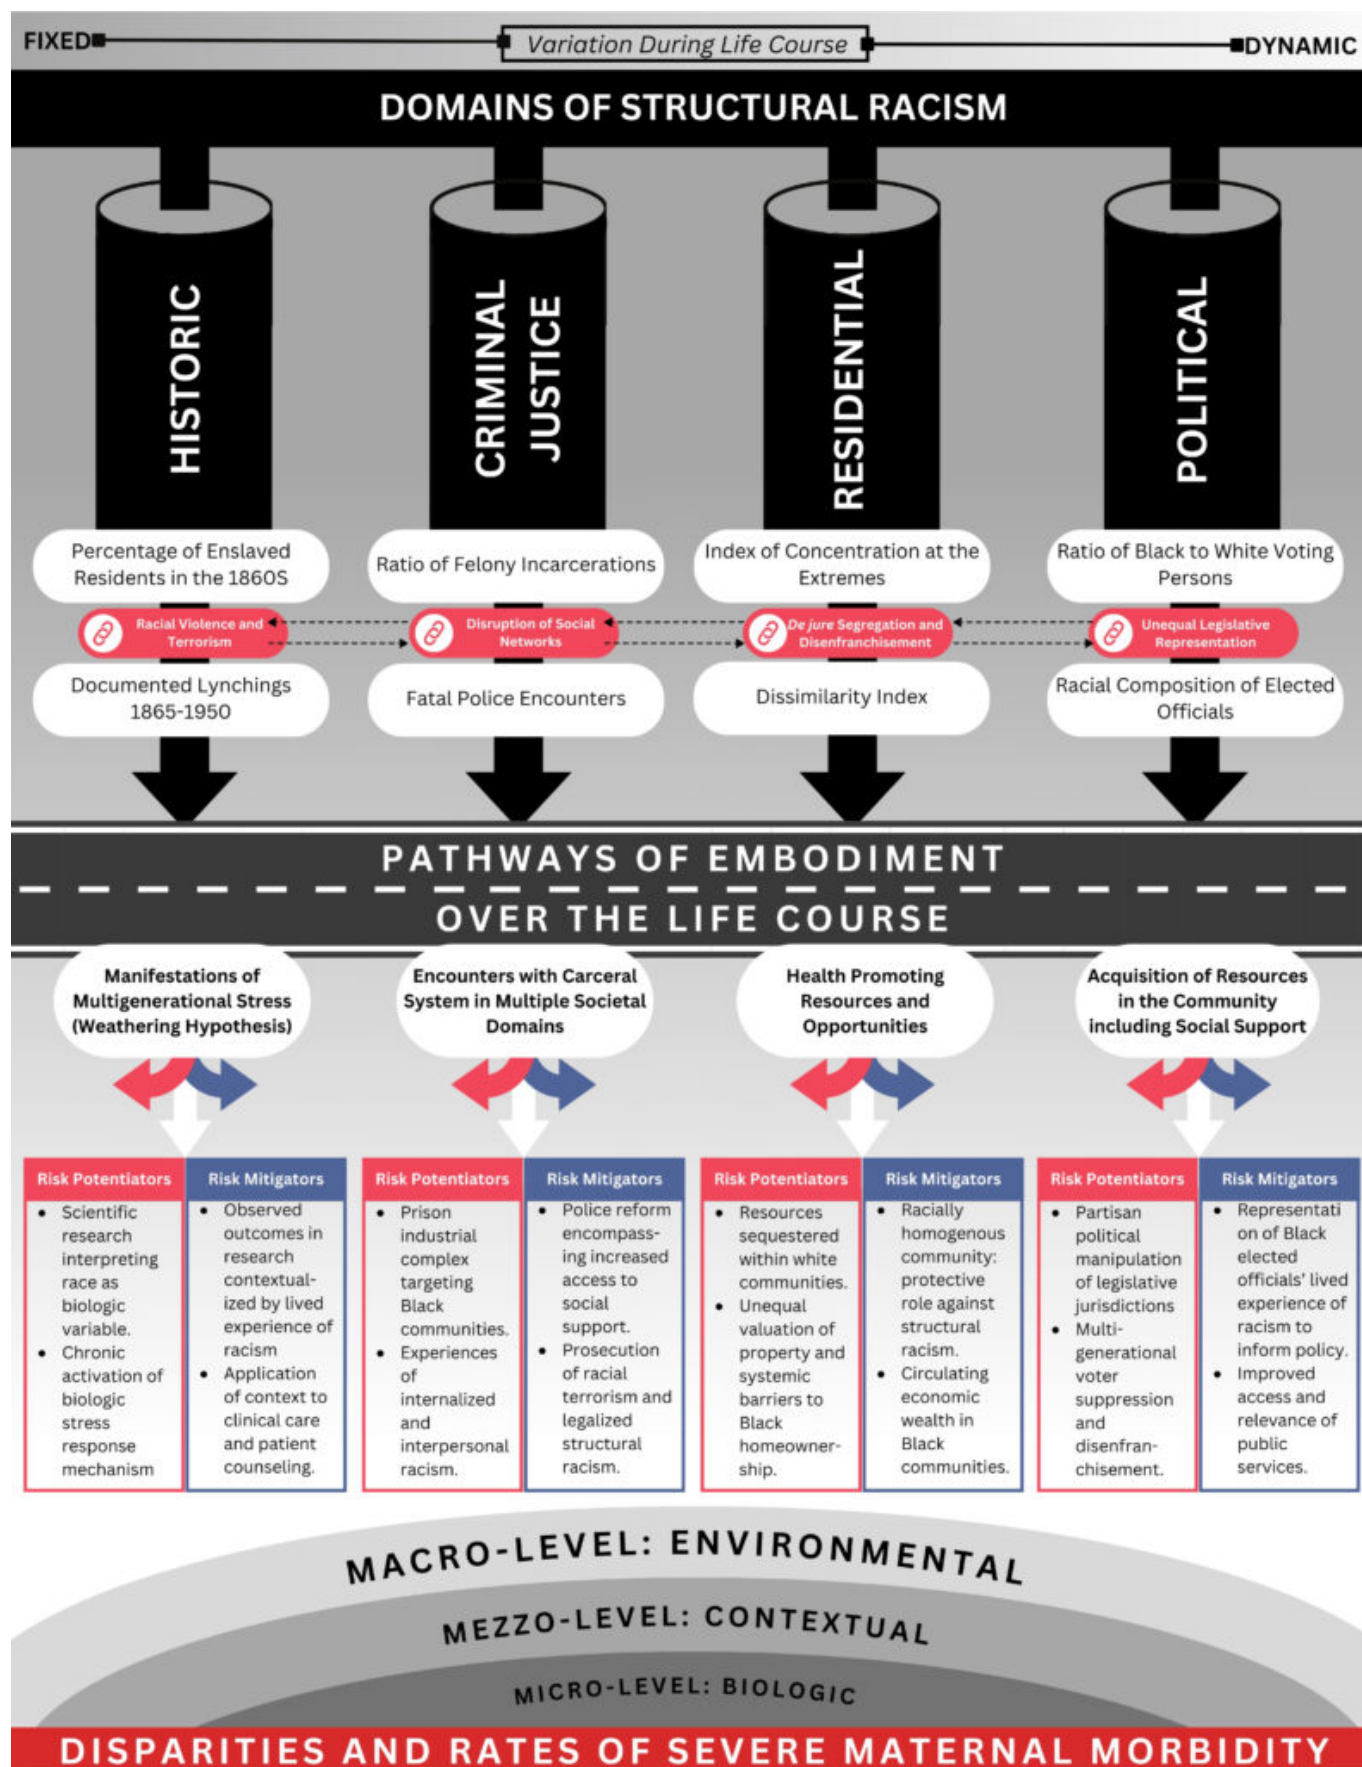 FIXED
Variation During Life Course
DYNAMIC
DOMAINS OF STRUCTURAL RACISM
HISTORIC
CRIMINAL
JUSTICE
RESIDENTIAL
POLITICAL
Percentage of Enslaved
Residents in the 1860S
Ratio of Felony Incarcerations
Index of Concentration at the
Extremes
Ratio of Black to White Voting
Persons
Racial Violence and
Terrorism
Disruption of Social
Networks
De jure Segregation and
Disenfranchisement
Unequal Legislative
Representation
Documented Lynchings
1865-1950
Fatal Police Encounters
Dissimilarity Index
Racial Composition of Elected
Officials
PATHWAYS OF EMBODIMENT
OVER THE LIFE COURSE
Manifestations of
Multigenerational Stress
(Weathering Hypothesis)
Encounters with Carceral
System in Multiple Societal
Domains
Health Promoting
Resources and
Opportunities
Acquisition of Resources
in the Community
including Social Support
Risk Potentiators
• Scientific
research
interpreting
race as
biologic
variable.
• Chronic
activation of
biologic
stress
response
mechanism
Risk Mitigators
• Observed
outcomes in
research
contextual-
ized by lived
experience of
racism
• Application
of context to
clinical care
and patient
counseling.
Risk Potentiators
• Prison
industrial
complex
targeting
Black
communities.
• Experiences
of
internalized
and
interpersonal
racism.
Risk Mitigators
• Police reform
encompass-
ing increased
access to
social
support.
• Prosecution
of racial
terrorism and
legalized
structural
racism.
Risk Potentiators
• Resources
sequestered
within white
communities.
• Unequal
valuation of
property and
systemic
barriers to
Black
homeowner-
ship.
Risk Mitigators
• Racially
homogenous
community:
protective
role against
structural
racism.
• Circulating
economic
wealth in
Black
communities.
Risk Potentiators
• Partisan
political
manipulation
of legislative
jurisdictions
• Multi-
generational
voter
suppression
and
disenfran-
chisement.
Risk Mitigators
• Representati
on of Black
elected
officials' lived
experience of
racism to
inform policy.
• Improved
access and
relevance of
public
services.
MACRO-LEVEL: ENVIRONMENTAL
MEZZO-LEVEL: CONTEXTUAL
MICRO-LEVEL: BIOLOGIC
DISPARITIES AND RATES OF SEVERE MATERNAL MORBIDITY